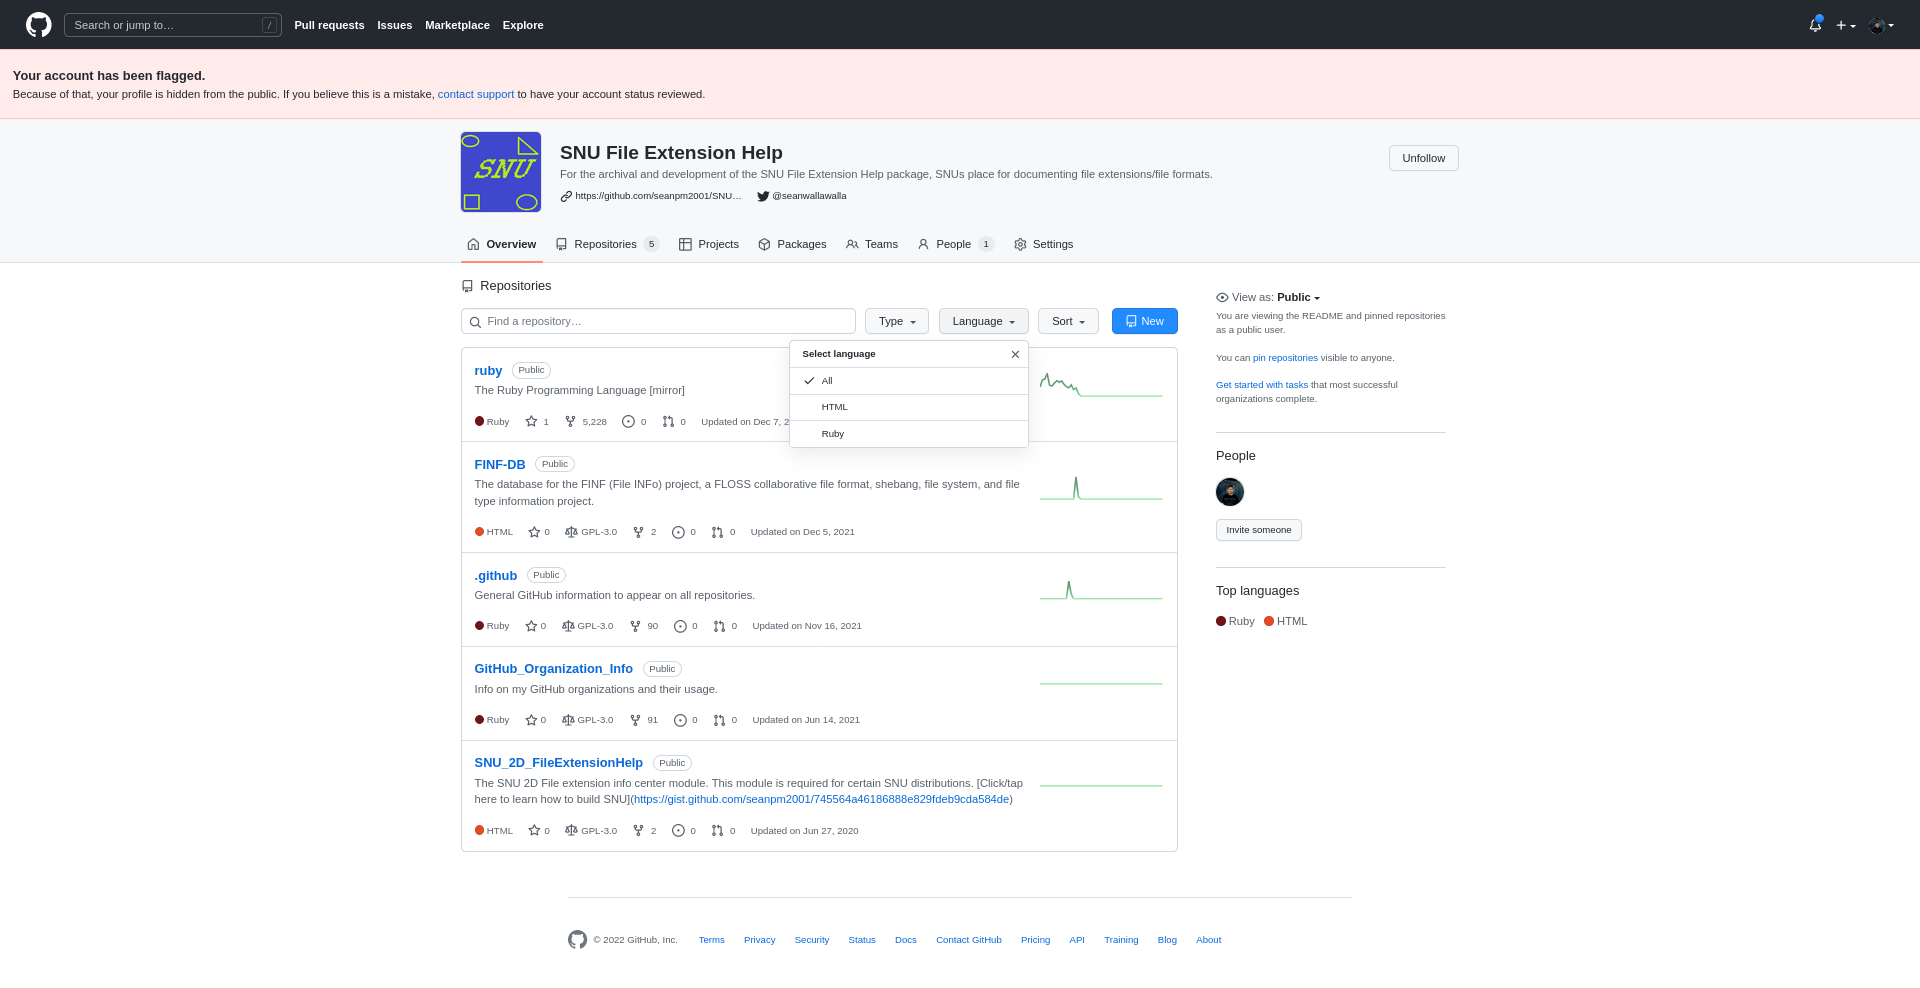 Search or jump to… /
Pull requests Issues Marketplace Explore
Your account has been flagged.
Because of that, your profile is hidden from the public. If you believe this is a mistake, contact support to have your account status reviewed.
SNU
SNU File Extension Help
For the archival and development of the SNU File Extension Help package, SNUs place for documenting file extensions/file formats.
https://github.com/seanpm2001/SNU… @seanwallawalla
Unfollow
Overview Repositories 5 Projects Packages Teams People 1 Settings
Repositories
Find a repository… Type Language Sort New
Select language
All
HTML
Ruby
ruby Public
The Ruby Programming Language [mirror]
Ruby 1 5,228 0 0 Updated on Dec 7, 2
FINF-DB Public
The database for the FINF (File INFo) project, a FLOSS collaborative file format, shebang, file system, and file
type information project.
HTML 0 GPL-3.0 2 0 0 Updated on Dec 5, 2021
.github Public
General GitHub information to appear on all repositories.
Ruby 0 GPL-3.0 90 0 0 Updated on Nov 16, 2021
GitHub_Organization_Info Public
Info on my GitHub organizations and their usage.
Ruby 0 GPL-3.0 91 0 0 Updated on Jun 14, 2021
SNU_2D_FileExtensionHelp Public
The SNU 2D File extension info center module. This module is required for certain SNU distributions. [Click/tap
here to learn how to build SNU](https://gist.github.com/seanpm2001/745564a46186888e829fdeb9cda584de)
HTML 0 GPL-3.0 2 0 0 Updated on Jun 27, 2020
View as: Public
You are viewing the README and pinned repositories
as a public user.
You can pin repositories visible to anyone.
Get started with tasks that most successful
organizations complete.
People
Invite someone
Top languages
Ruby HTML
© 2022 GitHub, Inc. Terms Privacy Security Status Docs Contact GitHub Pricing API Training Blog About